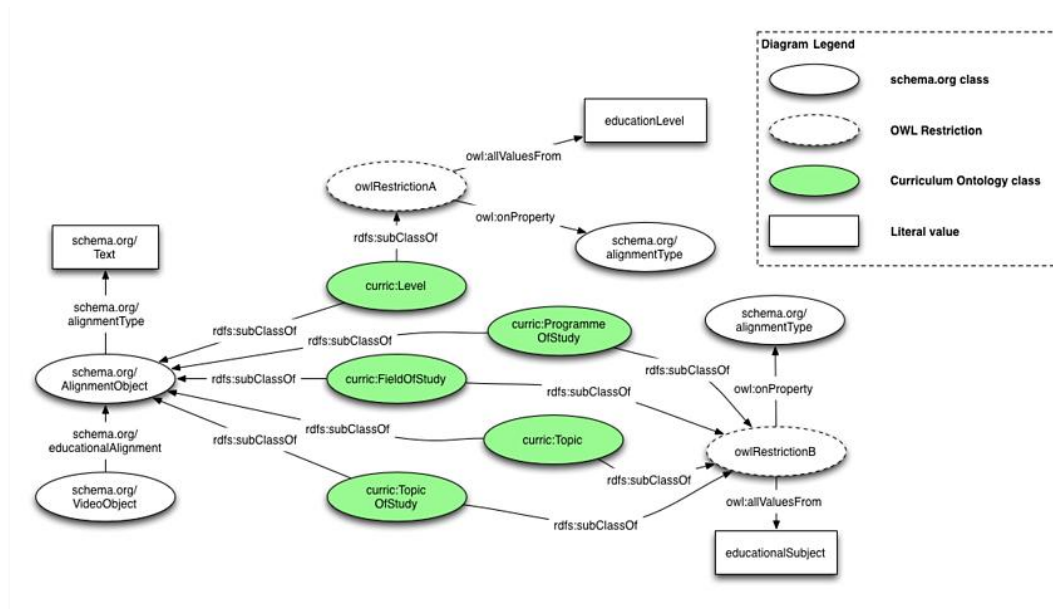 Diagram Legend
schema.org class
OWL Restriction
Curriculum Ontology class
Literal value
educationLevel
owl:allValuesFrom
owlRestrictionA
owl:onProperty
schema.org/
alignmentType
rdfs:subClassOf
schema.org/
Text
schema.org/
alignmentType
curric:Level
rdfs:subClassOf
schema.org/
alignmentType
curric:Programme
OfStudy
rdfs:subClassOf
rdfs:subClassOf
schema.org/
AlignmentObject
rdfs:subClassOf
curric:FieldOfStudy
rdfs:subClassOf
owl:onProperty
schema.org/
educationalAlignment
rdfs:subClassOf
rdfs:subClassOf
curric:Topic
owlRestrictionB
rdfs:subClassOf
schema.org/
VideoObject
curric:Topic
OfStudy
rdfs:subClassOf
owl:allValuesFrom
educationalSubject